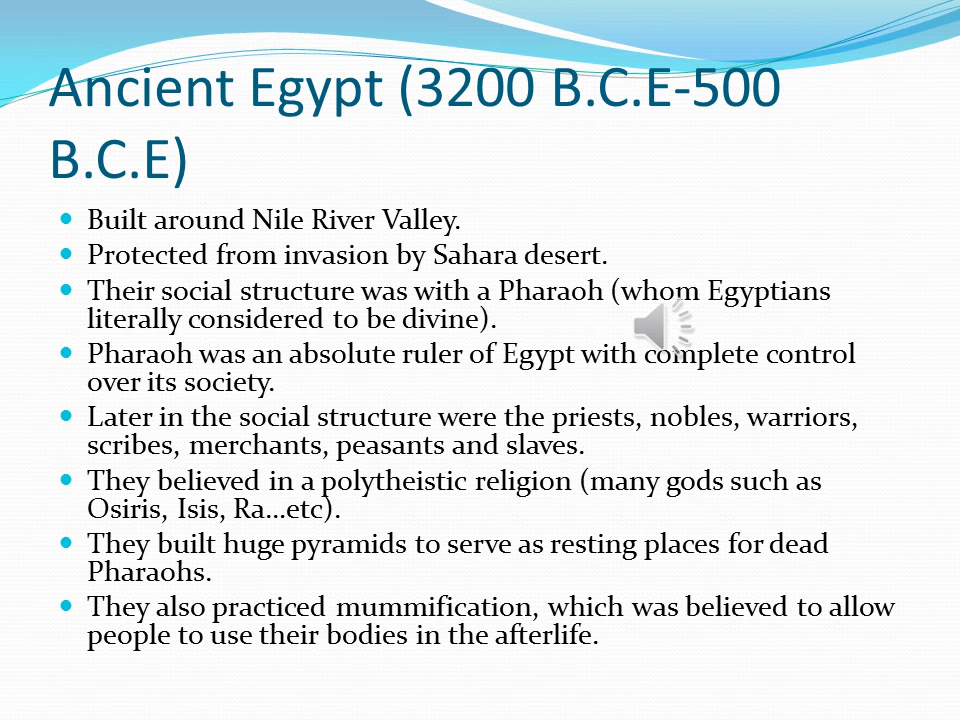 Ancient Egypt (3200 B.C.E-500
B.C.E)
Built around Nile River Valley.
Protected from invasion by Sahara desert.
Their social structure was with a Pharaoh (whom Egyptians
literally considered to be divine).
Pharaoh was an absolute ruler of Egypt with complete control
over its society.
Later in the social structure were the priests, nobles, warriors,
scribes, merchants, peasants and slaves.
They believed in a polytheistic religion (many gods such as
Osiris, Isis, Ra...etc).
They built huge pyramids to serve as resting places for dead
Pharaohs.
They also practiced mummification, which was believed to allow
people to use their bodies in the afterlife.